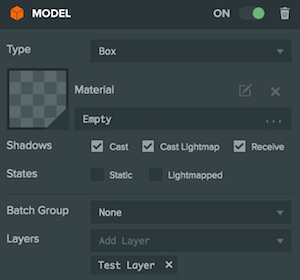 MODEL ON
Type Box
Material
Empty ...
Shadows Cast Cast Lightmap Receive
States Static Lightmapped
Batch Group None
Layers Add Layer
Test Layer ×